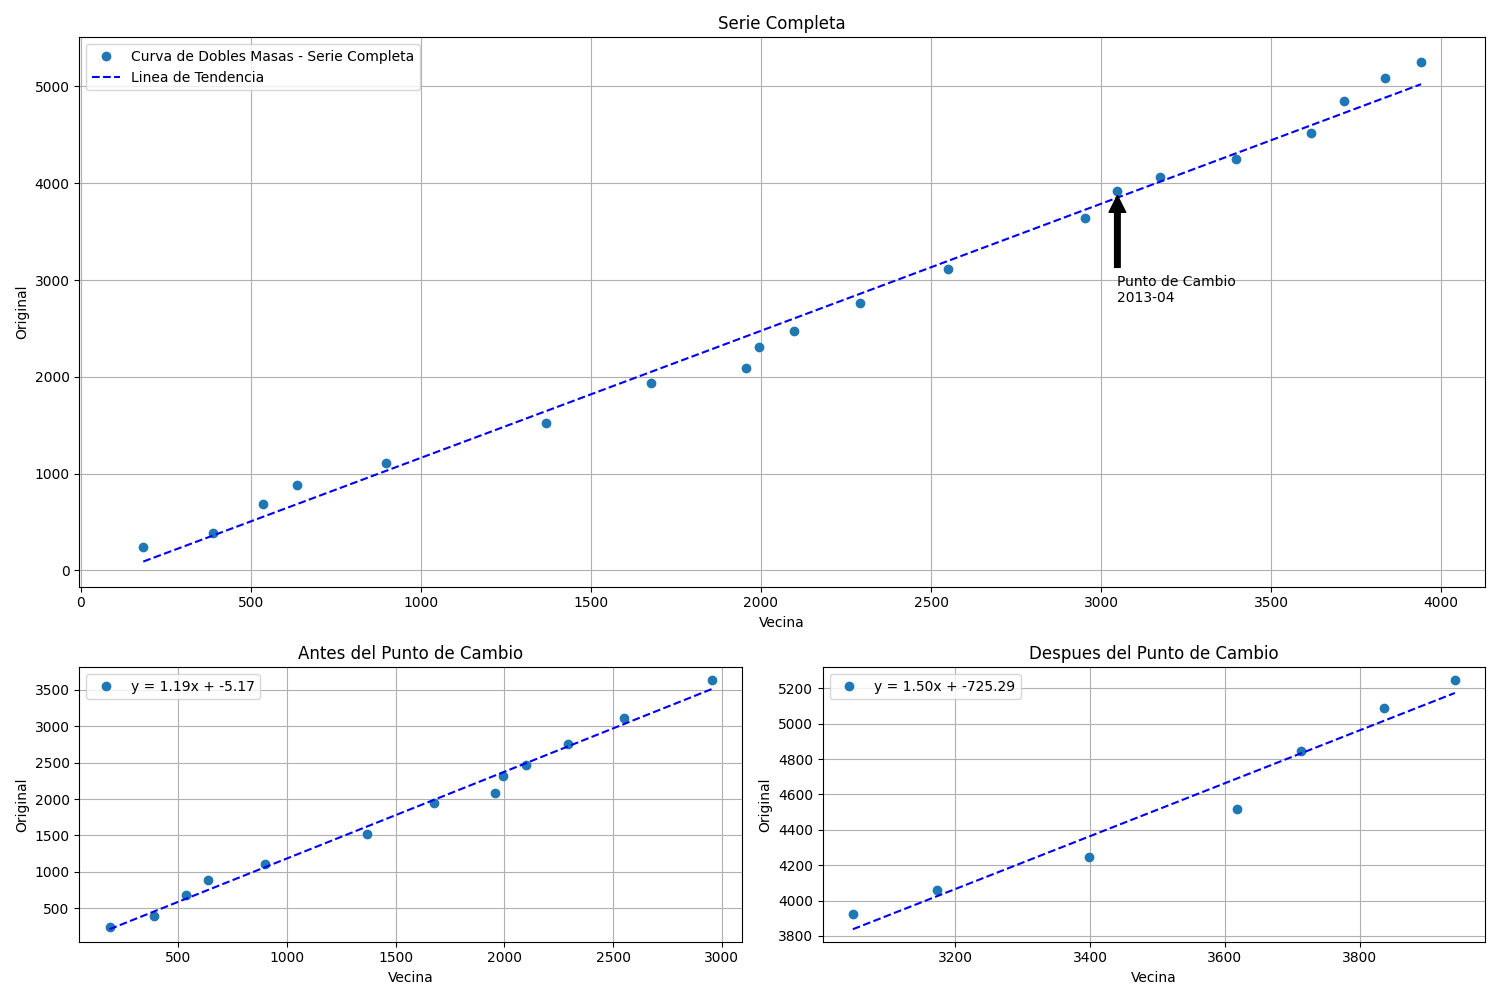 Serie Completa
Curva de Dobles Masas - Serie Completa
Linea de Tendencia
Original
5000
4000
3000
2000
1000
0
Punto de Cambio
2013-04
0 500 1000 1500 2000 2500 3000 3500 4000
Vecina
Antes del Punto de Cambio
y = 1.19x + -5.17
Original
3500
3000
2500
2000
1500
1000
500
500 1000 1500 2000 2500 3000
Vecina
Despues del Punto de Cambio
y = 1.50x + -725.29
Original
5200
5000
4800
4600
4400
4200
4000
3800
3200 3400 3600 3800
Vecina